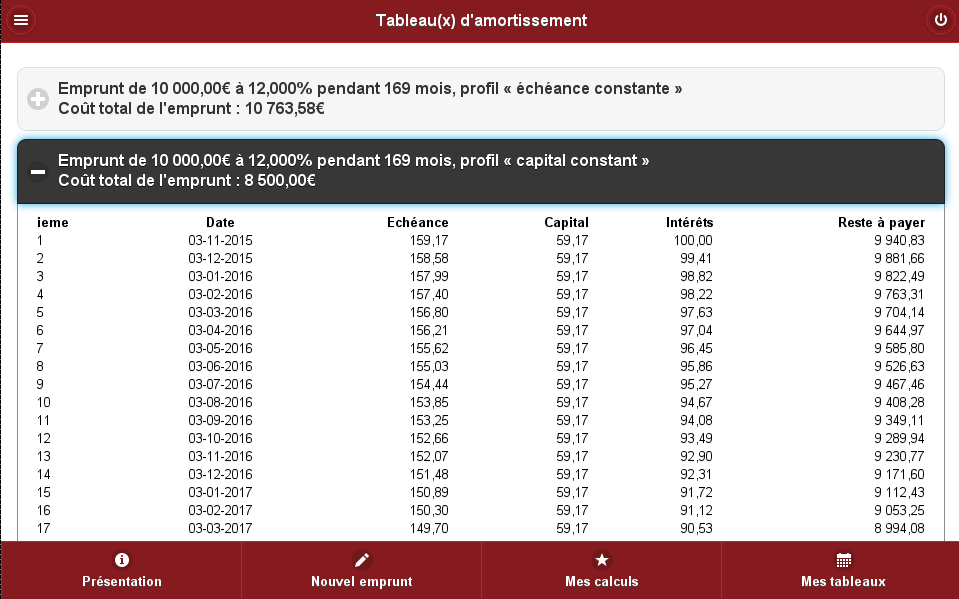 Tableau(x) d'amortissement
Emprunt de 10 000,00€ à 12,000% pendant 169 mois, profil « échéance constante »
Coût total de l'emprunt : 10 763,58€
Emprunt de 10 000,00€ à 12,000% pendant 169 mois, profil « capital constant »
Coût total de l'emprunt : 8 500,00€
ieme Date Echéance Capital Intérêts Reste à payer
1 03-11-2015 159,17 59,17 100,00 9 940,83
2 03-12-2015 158,58 59,17 99,41 9 881,66
3 03-01-2016 157,99 59,17 98,82 9 822,49
4 03-02-2016 157,40 59,17 98,22 9 763,31
5 03-03-2016 156,80 59,17 97,63 9 704,14
6 03-04-2016 156,21 59,17 97,04 9 644,97
7 03-05-2016 155,62 59,17 96,45 9 585,80
8 03-06-2016 155,03 59,17 95,86 9 526,63
9 03-07-2016 154,44 59,17 95,27 9 467,46
10 03-08-2016 153,85 59,17 94,67 9 408,28
11 03-09-2016 153,25 59,17 94,08 9 349,11
12 03-10-2016 152,66 59,17 93,49 9 289,94
13 03-11-2016 152,07 59,17 92,90 9 230,77
14 03-12-2016 151,48 59,17 92,31 9 171,60
15 03-01-2017 150,89 59,17 91,72 9 112,43
16 03-02-2017 150,30 59,17 91,12 9 053,25
17 03-03-2017 149,70 59,17 90,53 8 994,08
Présentation Nouvel emprunt Mes calculs Mes tableaux